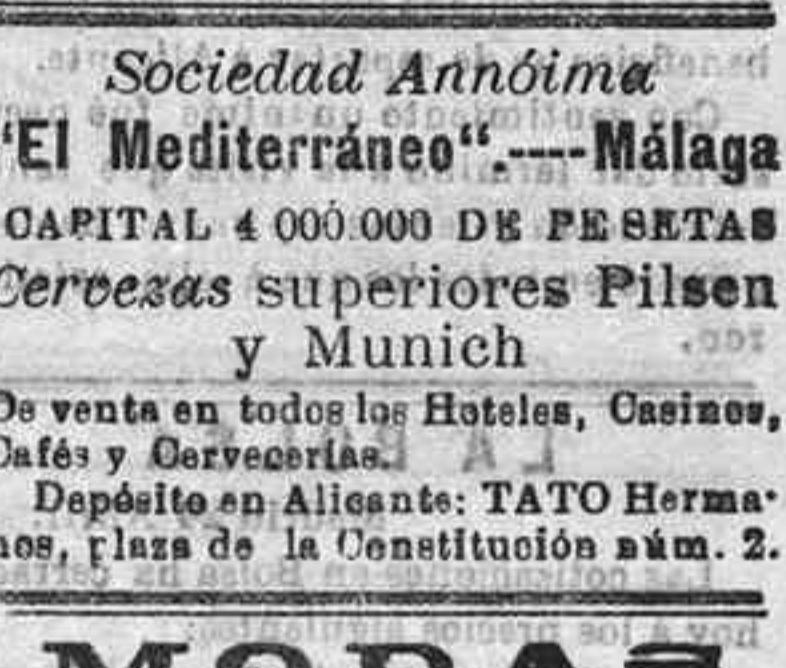 Sociedad Annóima
"El Mediterráneo“.----Málaga
CAPITAL 4 000.000 DE PESETAS
Cervezas superiores Pilsen
y Munich
De venta en todos los Hoteles, Casinos,
Cafés y Cervecerías.
Depósito en Alicante: TATO Herma-
nos, plaza de la Constitución núm. 2.